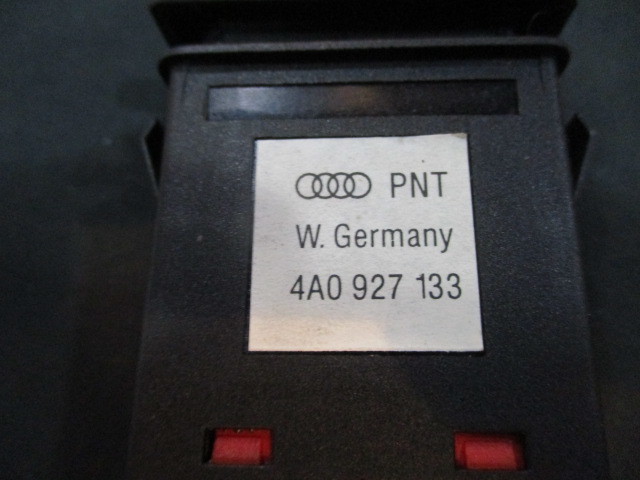 PNT
W. Germany
4A0 927 133